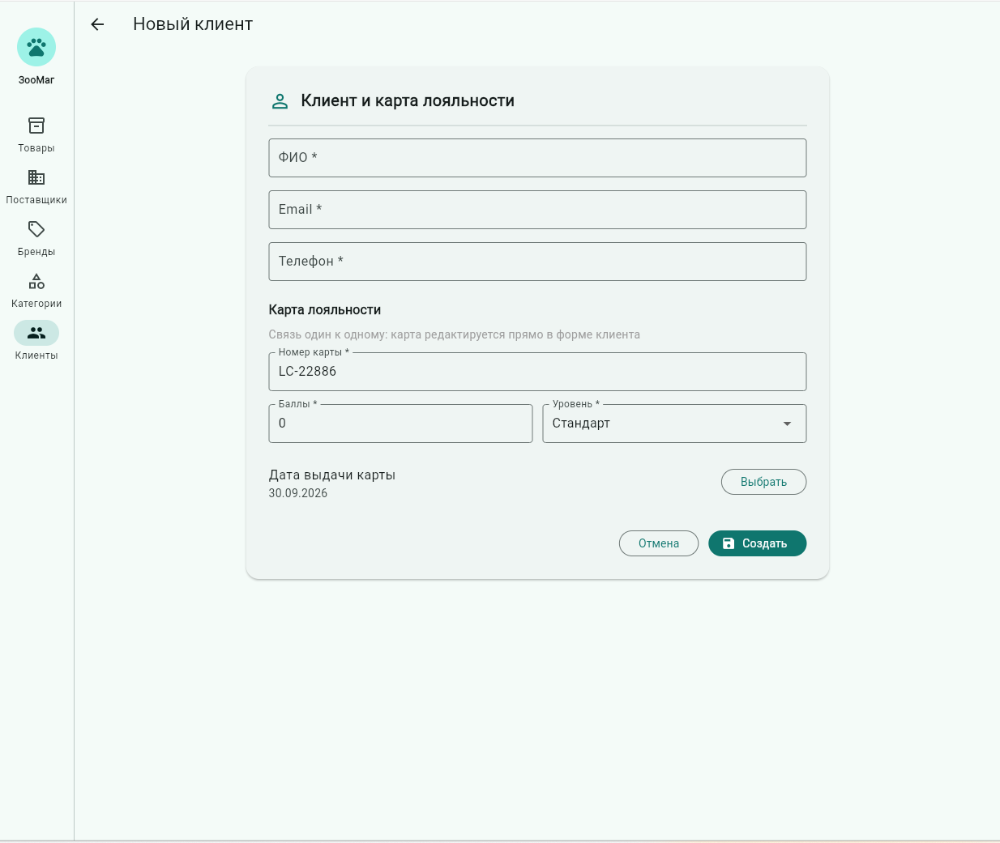 Новый клиент
ЗооМаг
Товары
Поставщики
Бренды
Категории
Клиенты
Клиент и карта лояльности
ФИО *
Email *
Телефон *
Карта лояльности
Связь один к одному: карта редактируется прямо в форме клиента
Номер карты *
LC-22886
Баллы *
0
Уровень *
Стандарт
Дата выдачи карты
30.09.2026
Выбрать
Отмена
Создать